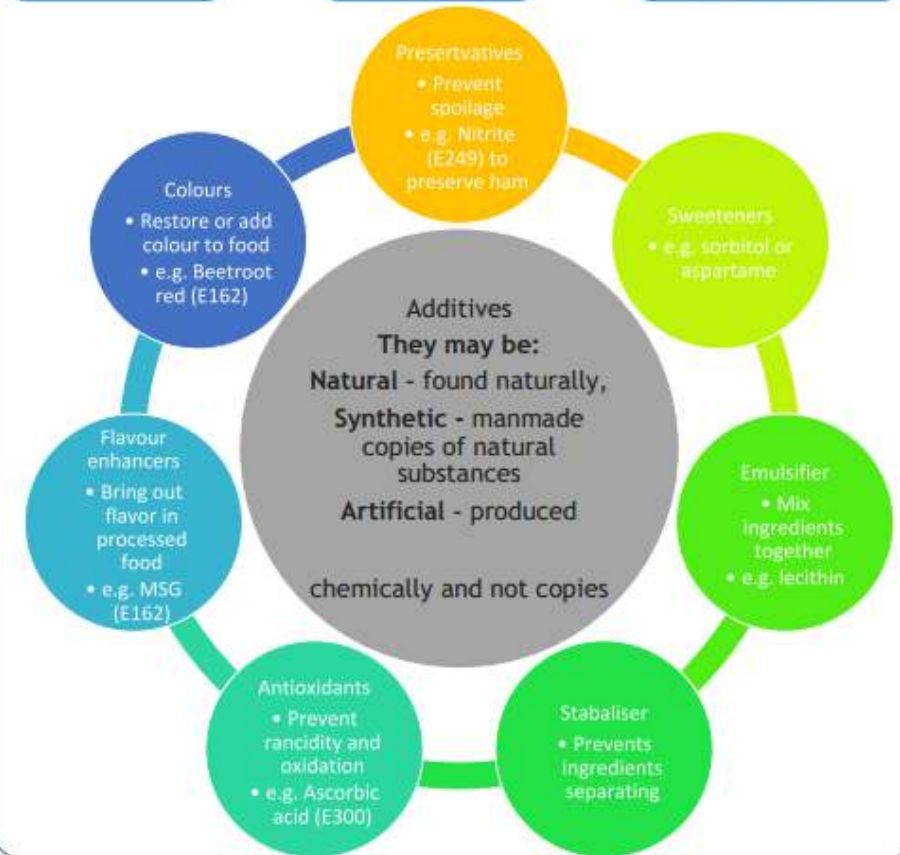 Presertvatives
• Prevent
spoilage
• e.g. Nitrite
(E249) to
preserve ham
Sweeteners
• e.g. sorbitol or
aspartame
Emulsifier
• Mix
ingredients
together
• e.g. lecithin
Stabaliser
• Prevents
ingredients
separating
Antioxidants
• Prevent
rancidity and
oxidation
• e.g. Ascorbic
acid (E300)
Flavour
enhancers
• Bring out
flavor in
processed
food
• e.g. MSG
(E162)
Colours
• Restore or add
colour to food
• e.g. Beetroot
red (E162)
Additives
They may be:
Natural - found naturally,
Synthetic - manmade
copies of natural
substances
Artificial - produced
chemically and not copies